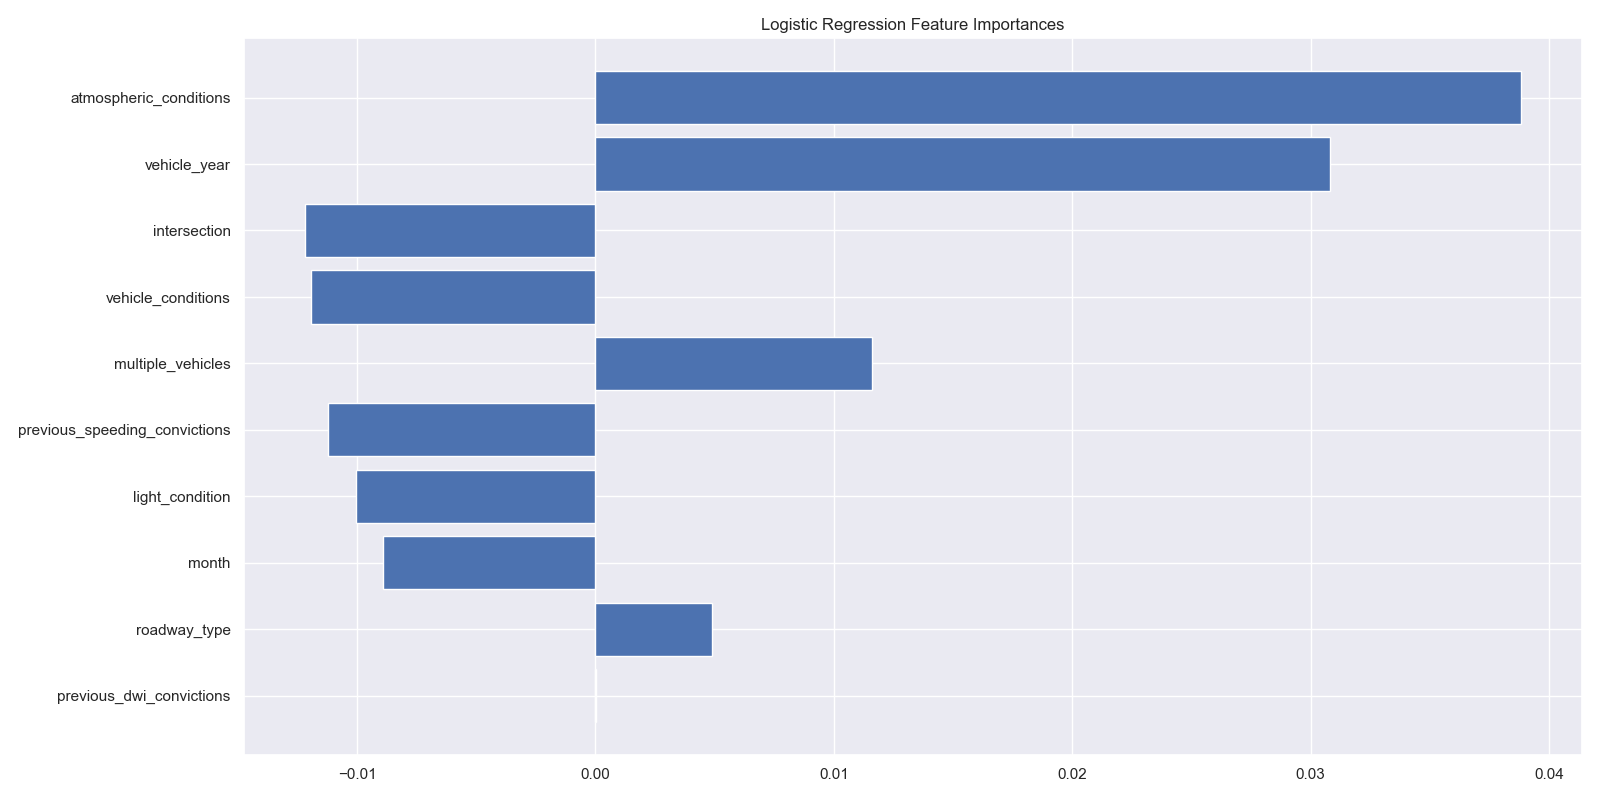 Logistic Regression Feature Importances
atmospheric_conditions
vehicle_year
intersection
vehicle_conditions
multiple_vehicles
previous_speeding_convictions
light_condition
month
roadway_type
previous_dwi_convictions
−0.01 0.00 0.01 0.02 0.03 0.04